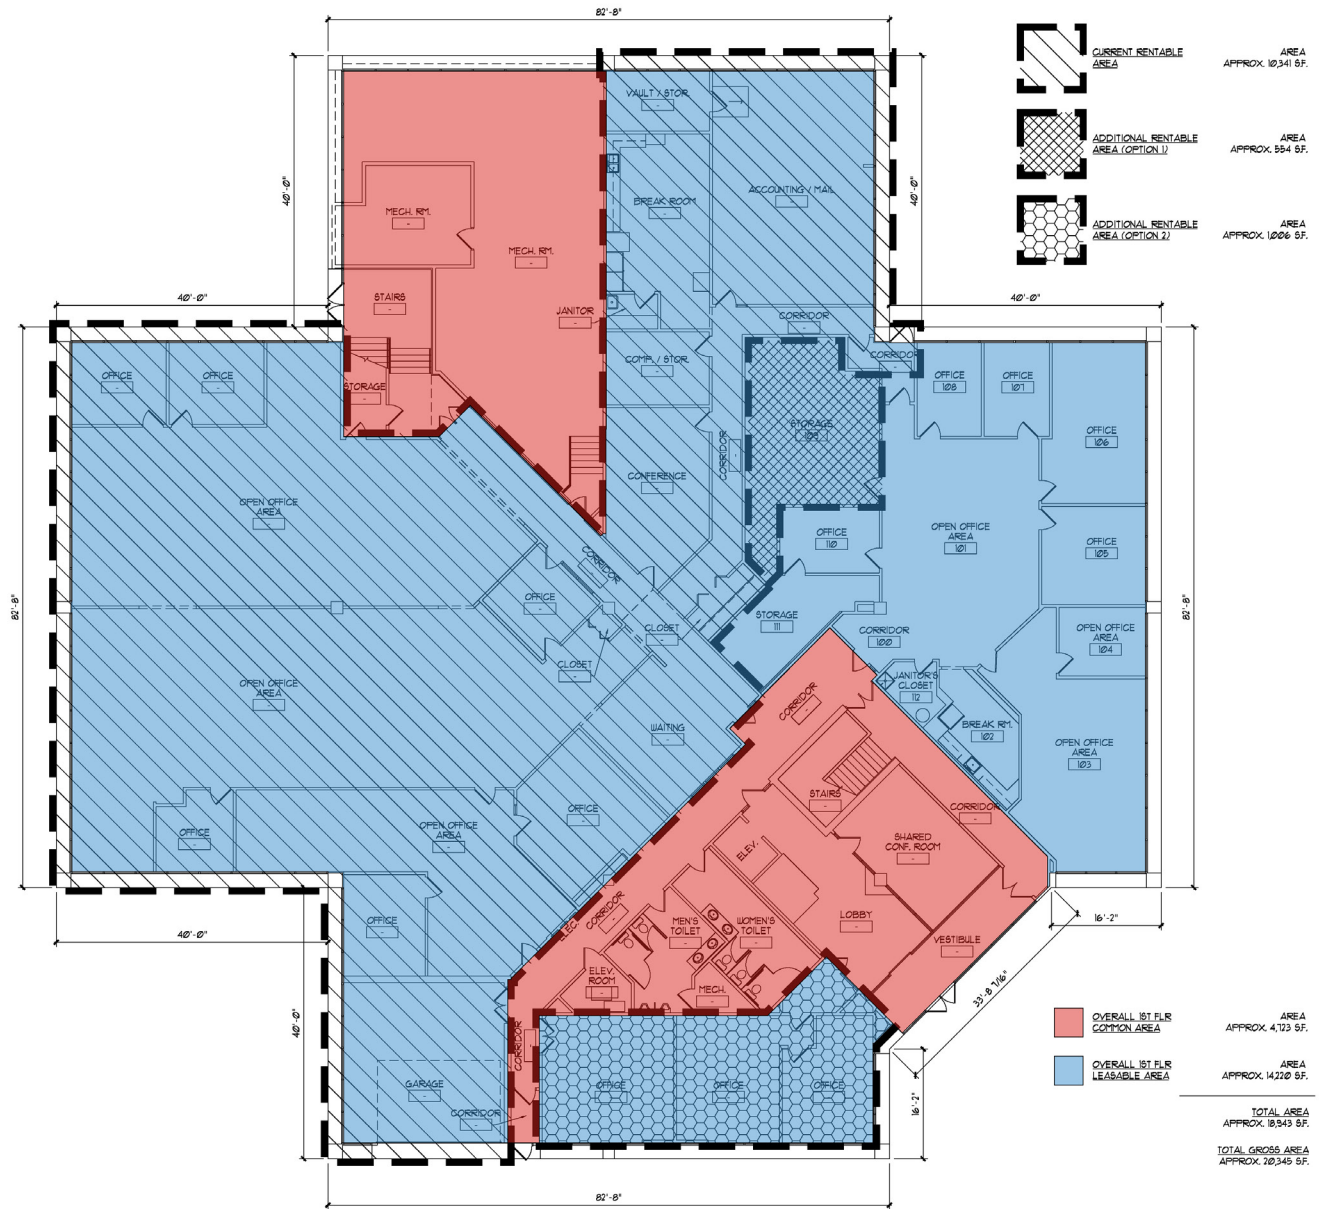 82'-8"
CURRENT RENTABLE
AREA
AREA
APPROX. 10,341 S.F.
ADDITIONAL RENTABLE
AREA (OPTION 1)
AREA
APPROX. 554 S.F.
ADDITIONAL RENTABLE
AREA (OPTION 2)
AREA
APPROX. 1,006 S.F.
40'-0"
40'-0"
40'-0"
40'-0"
VAULT / STOR.
BREAK ROOM
ACCOUNTING / MAIL
MECH. RM.
MECH. RM.
STAIRS
JANITOR
CORRIDOR
CORRIDOR
COMP. / STOR.
STORAGE
OFFICE
OFFICE
OFFICE
108
OFFICE
107
OFFICE
106
STORAGE
CORRIDOR
CONFERENCE
OPEN OFFICE
AREA
OPEN OFFICE
AREA
101
OFFICE
110
OFFICE
105
CORRIDOR
OFFICE
CLOSET
CLOSET
STORAGE
111
CORRIDOR
100
OPEN OFFICE
AREA
104
82'-8"
82'-8"
OPEN OFFICE
AREA
JANITOR'S
CLOSET
112
CORRIDOR
WAITING
BREAK RM.
102
OPEN OFFICE
AREA
103
STAIRS
CORRIDOR
OFFICE
OFFICE
OPEN OFFICE
AREA
ELEV.
SHARED
CONF. ROOM
OFFICE
ELEC.
CORRIDOR
MEN'S
TOILET
WOMEN'S
TOILET
LOBBY
VESTIBULE
16'-2"
40'-0"
ELEV.
ROOM
MECH.
33'-8 7/16"
40'-0"
CORRIDOR
GARAGE
CORRIDOR
OFFICE
OFFICE
OFFICE
16'-2"
OVERALL 1ST FLR
COMMON AREA
AREA
APPROX. 4,723 S.F.
OVERALL 1ST FLR
LEASABLE AREA
AREA
APPROX. 14,220 S.F.
TOTAL AREA
APPROX. 18,943 S.F.
TOTAL GROSS AREA
APPROX. 20,345 S.F.
82'-8"